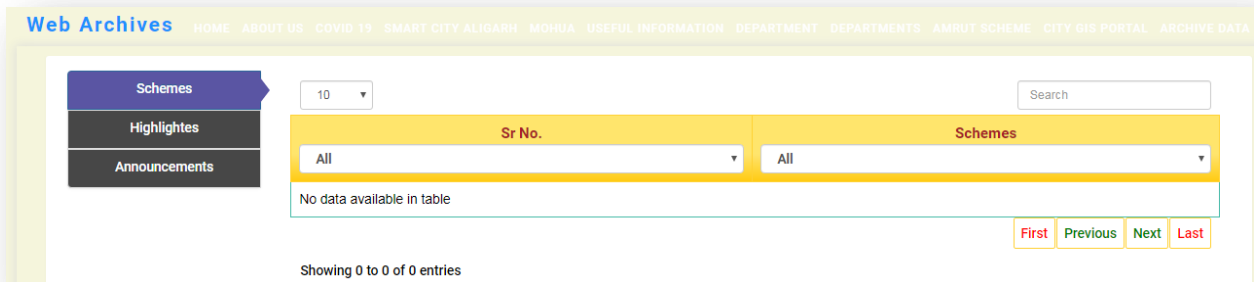 Web Archives HOME ABOUT US COVID 19 SMART CITY ALIGARH MOHUA USEFUL INFORMATION DEPARTMENT DEPARTMENTS AMRUT SCHEME CITY GIS PORTAL ARCHIVE DATA
Schemes
Highlightes
Announcements
10
Search
Sr No. Schemes
All All
No data available in table
First Previous Next Last
Showing 0 to 0 of 0 entries